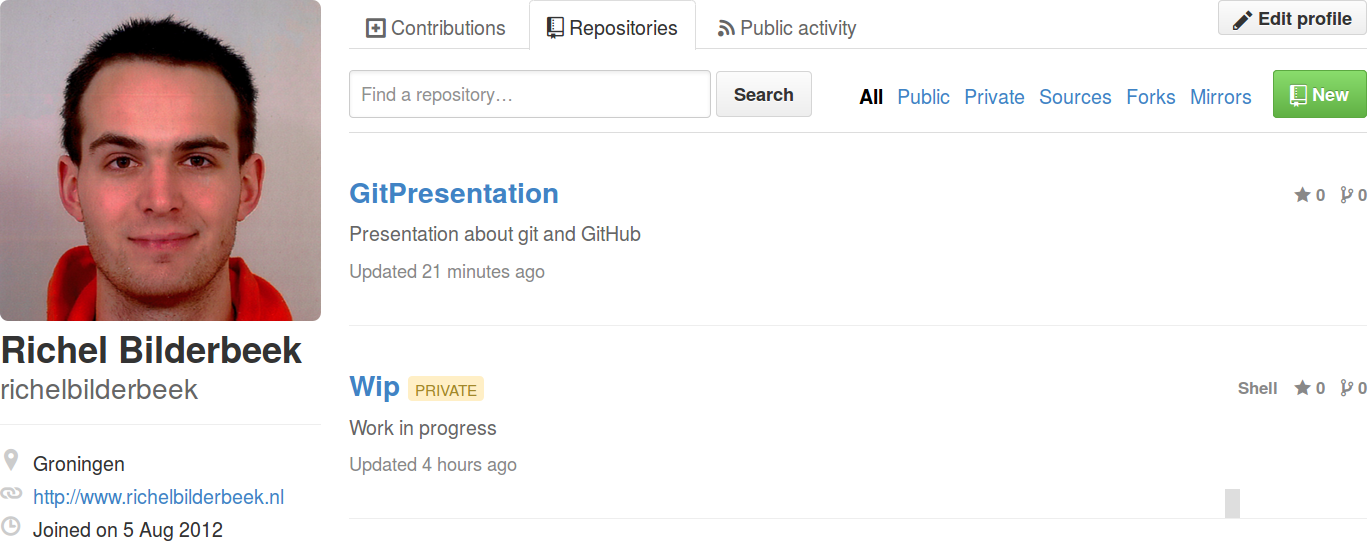 Contributions Repositories Public activity Edit profile
Find a repository… Search All Public Private Sources Forks Mirrors New
GitPresentation 0 0
Presentation about git and GitHub
Updated 21 minutes ago
Richel Bilderbeek
richelbilderbeek
Wip PRIVATE Shell 0 0
Work in progress
Updated 4 hours ago
Groningen
http://www.richelbilderbeek.nl
Joined on 5 Aug 2012